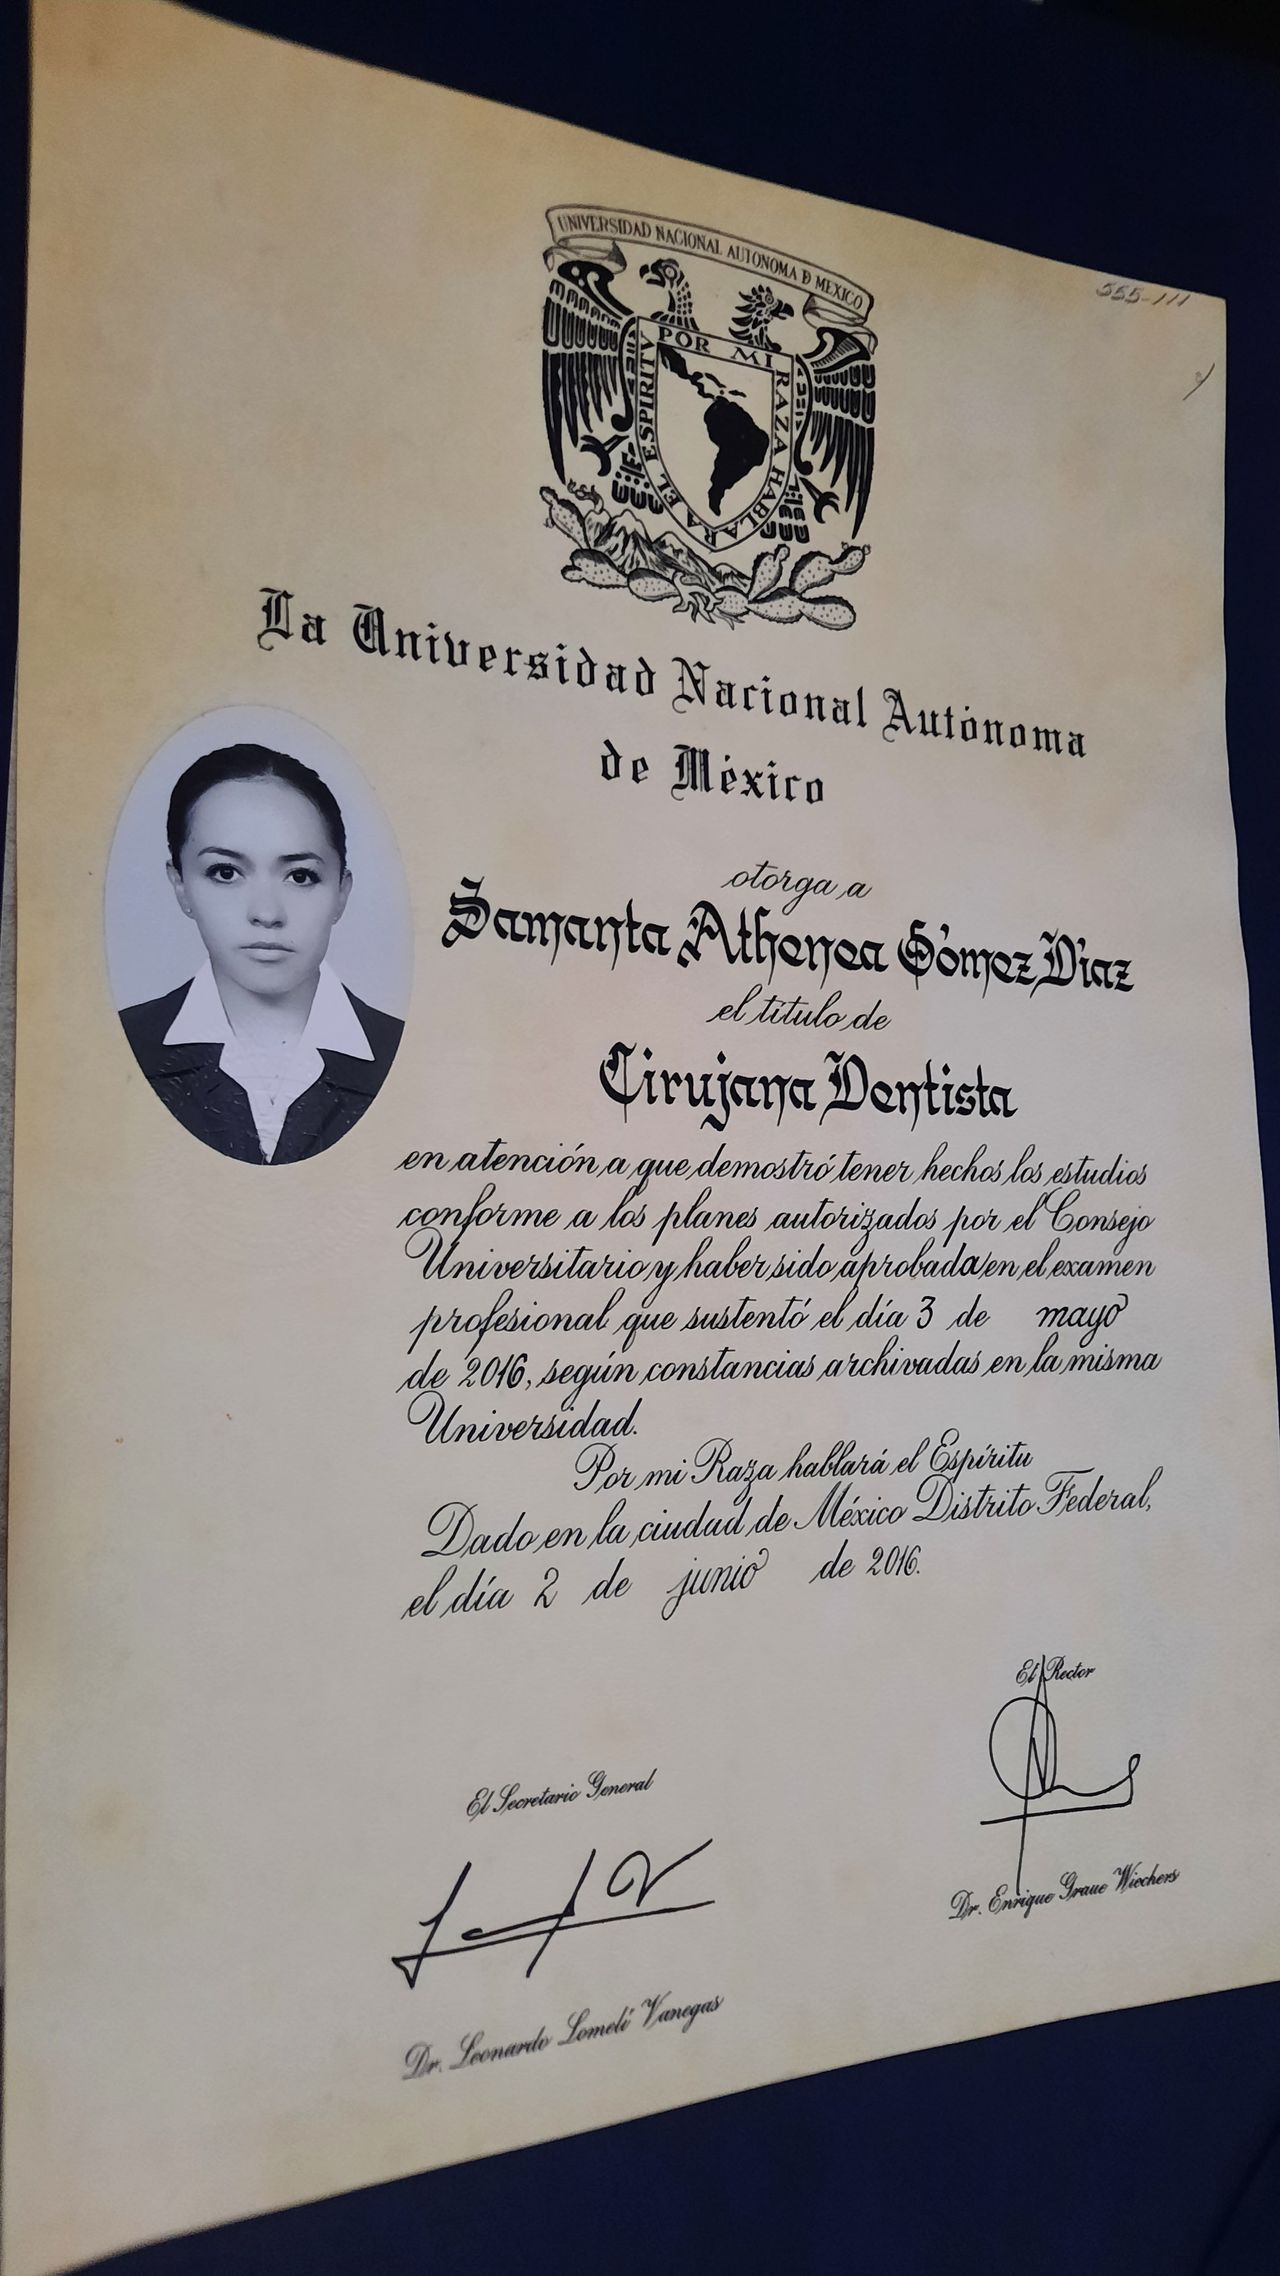 UNIVERSIDAD NACIONAL AUTONOMA D MEXICO
555-111
POR MI RAZA HABLARA EL ESPIRITV
La Universidad Nacional Autónoma
de México
otorga a
Samanta Athenea Gómez Díaz
el título de
Cirujana Dentista
en atención a que demostró tener hechos los estudios
conforme a los planes autorizados por el Consejo
Universitario y haber sido aprobada en el examen
profesional que sustentó el día 3 de mayo
de 2016, según constancias archivadas en la misma
Universidad.
Por mi Raza hablará el Espíritu
Dado en la ciudad de México Distrito Federal,
el día 2 de junio de 2016.
El Rector
El Secretario General
Dr. Enrique Graue Wiechers
Dr. Leonardo Lomelí Vanegas